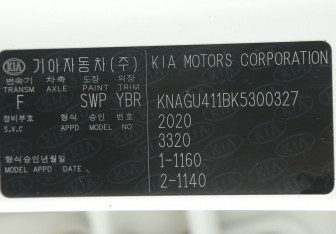 KIA 기아자동차(주) KIA MOTORS CORPORATION
변속기 차축 도장 외장
TRANSM AXLE PAINT TRIM
F SWP YBR KNAGU411BK5300327
정비부호 형식 승인 번호 2020
S.V.C APPD MODEL NO 3320
형식승인년월일 1-1160
MODEL APPD DATE 2-1140